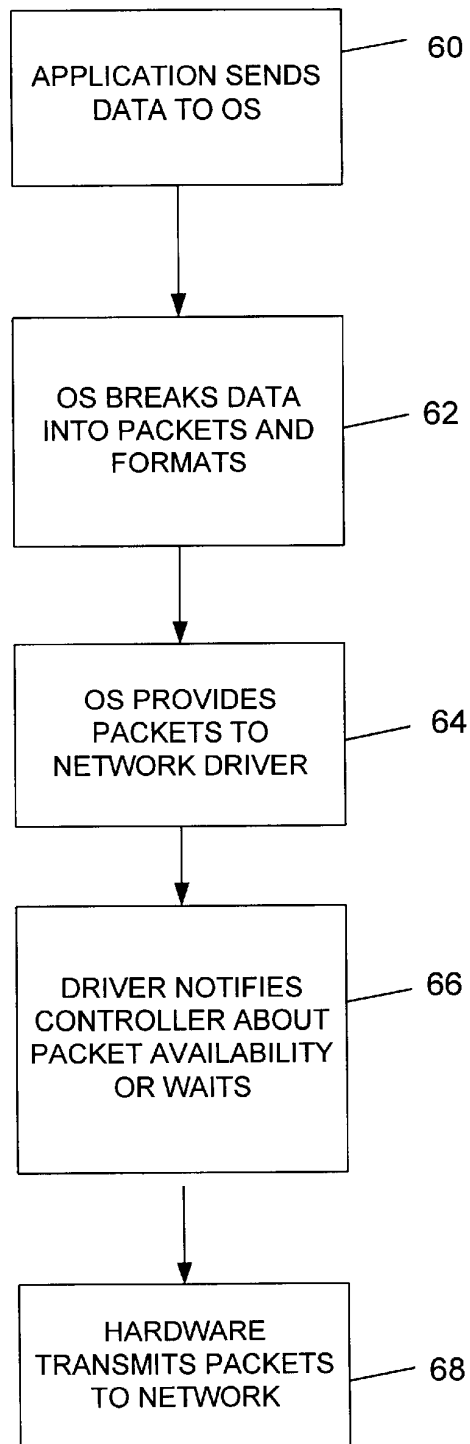 APPLICATION SENDS
DATA TO OS
60
OS BREAKS DATA
INTO PACKETS AND
FORMATS
62
OS PROVIDES
PACKETS TO
NETWORK DRIVER
64
DRIVER NOTIFIES
CONTROLLER ABOUT
PACKET AVAILABILITY
OR WAITS
66
HARDWARE
TRANSMITS PACKETS
TO NETWORK
68